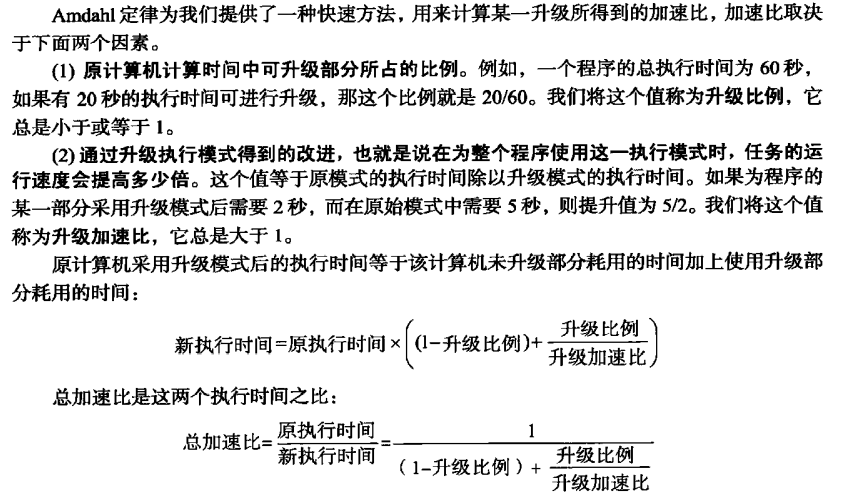 Amdahl 定律为我们提供了一种快速方法，用来计算某一升级所得到的加速比，加速比取决
于下面两个因素。
(1) 原计算机计算时间中可升级部分所占的比例。例如，一个程序的总执行时间为 60 秒，
如果有 20 秒的执行时间可进行升级，那这个比例就是 20/60。我们将这个值称为升级比例，它
总是小于或等于 1。
(2) 通过升级执行模式得到的改进，也就是说在为整个程序使用这一执行模式时，任务的运
行速度会提高多少倍。这个值等于原模式的执行时间除以升级模式的执行时间。如果为程序的
某一部分采用升级模式后需要 2 秒，而在原始模式中需要 5 秒，则提升值为 5/2。我们将这个值
称为升级加速比，它总是大于 1。
原计算机采用升级模式后的执行时间等于该计算机未升级部分耗用的时间加上使用升级部
分耗用的时间：
新执行时间=原执行时间×((1-升级比例)+升级比例/升级加速比)
总加速比是这两个执行时间之比：
总加速比=原执行时间/新执行时间=1/((1-升级比例)+升级比例/升级加速比)